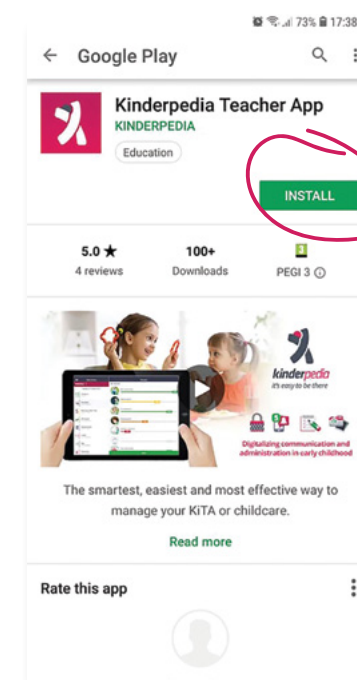 73% 17:38
Google Play
Kinderpedia Teacher App
KINDERPEDIA
Education
INSTALL
5.0 ★
4 reviews
100+
Downloads
3
PEGI 3
kinderpedia
it's easy to be there
Digitalizing communication and
administration in early childhood
The smartest, easiest and most effective way to
manage your KiTA or childcare.
Read more
Rate this app